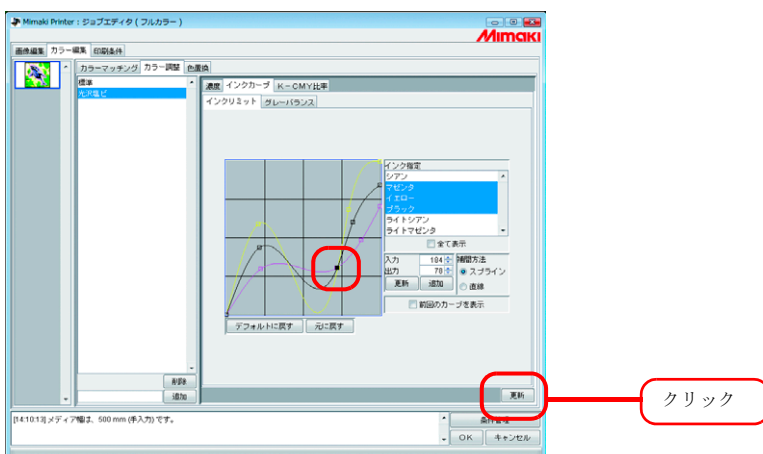 Mimaki Printer : ジョブエディタ ( フルカラー )
Mimaki
画像編集 カラー編集 印刷条件
カラーマッチング カラー調整 色置換
標準
光沢塩ビ
濃度 インクカーブ K-CMY比率
インクリミット グレーバランス
インク指定
シアン
マゼンタ
イエロー
ブラック
ライトシアン
ライトマゼンタ
全て表示
入力 184 補間方法
出力 78 スプライン
更新 追加 直線
前回のカーブを表示
デフォルトに戻す 元に戻す
削除
追加
更新
クリック
[14:10:13] メディア幅は、500 mm (手入力) です。
条件管理
OK キャンセル